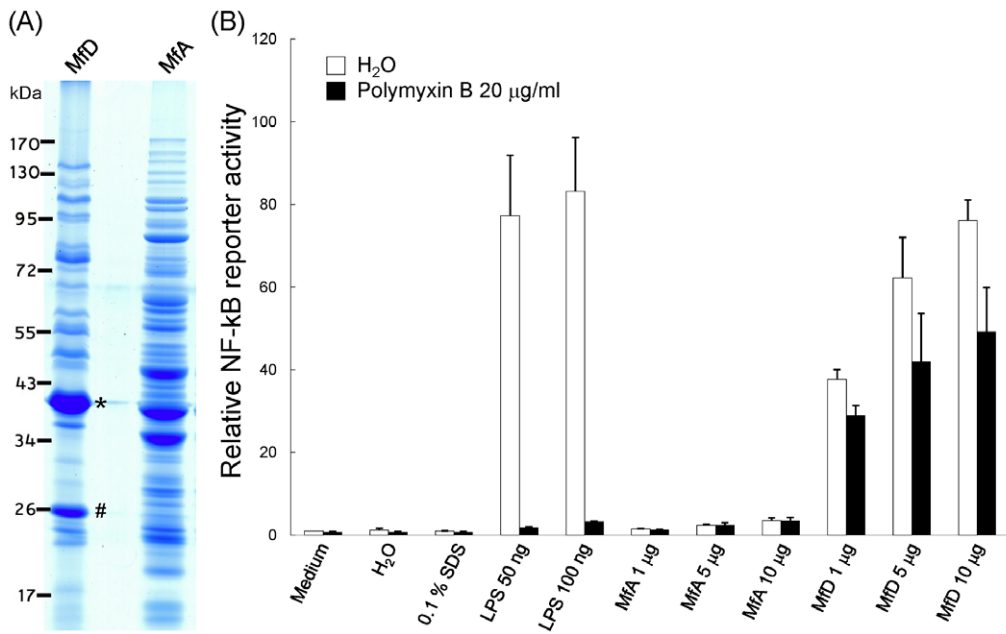 (A)
MfD
MfA
kDa
170
130
95
72
55
43
*
34
26
#
17
(B)
Relative NF-kB reporter activity
120
100
80
60
40
20
0
H₂O
Polymyxin B 20 μg/ml
Medium
H₂O
0.1 % SDS
LPS 50 ng
LPS 100 ng
MfA 1 μg
MfA 5 μg
MfA 10 μg
MfD 1 μg
MfD 5 μg
MfD 10 μg